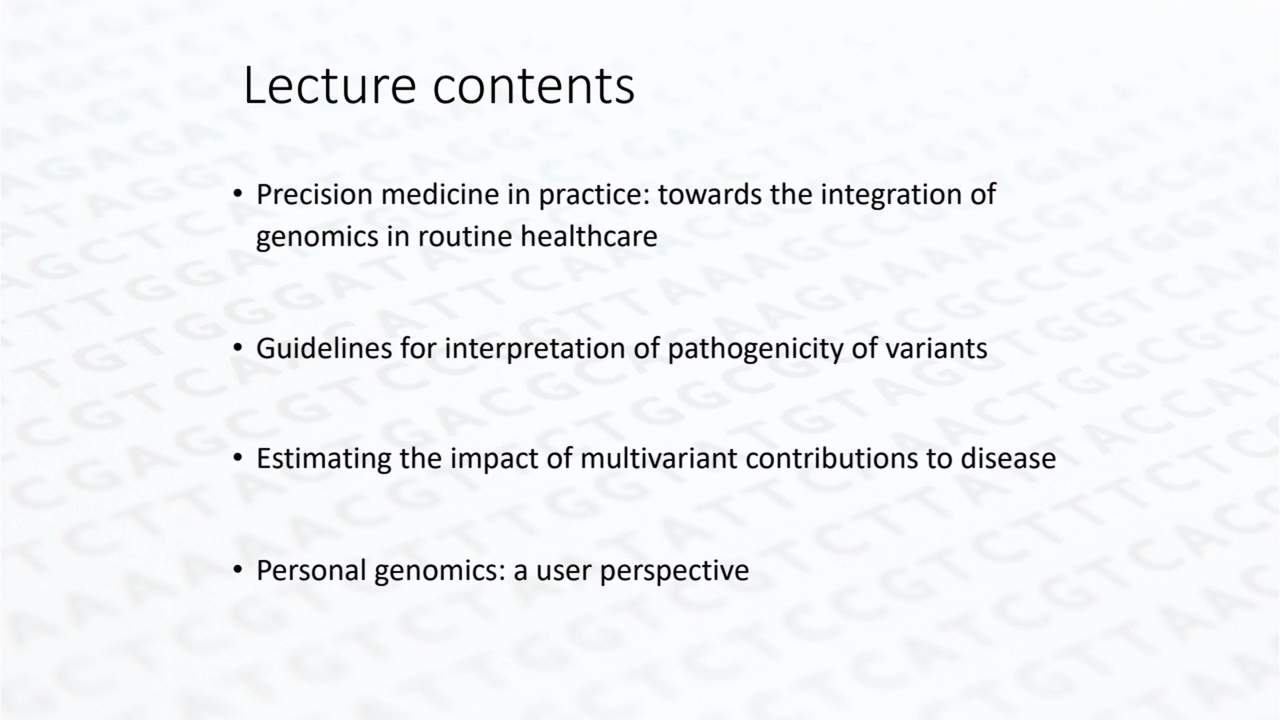 Lecture contents
• Precision medicine in practice: towards the integration of
genomics in routine healthcare
• Guidelines for interpretation of pathogenicity of variants
• Estimating the impact of multivariant contributions to disease
• Personal genomics: a user perspective